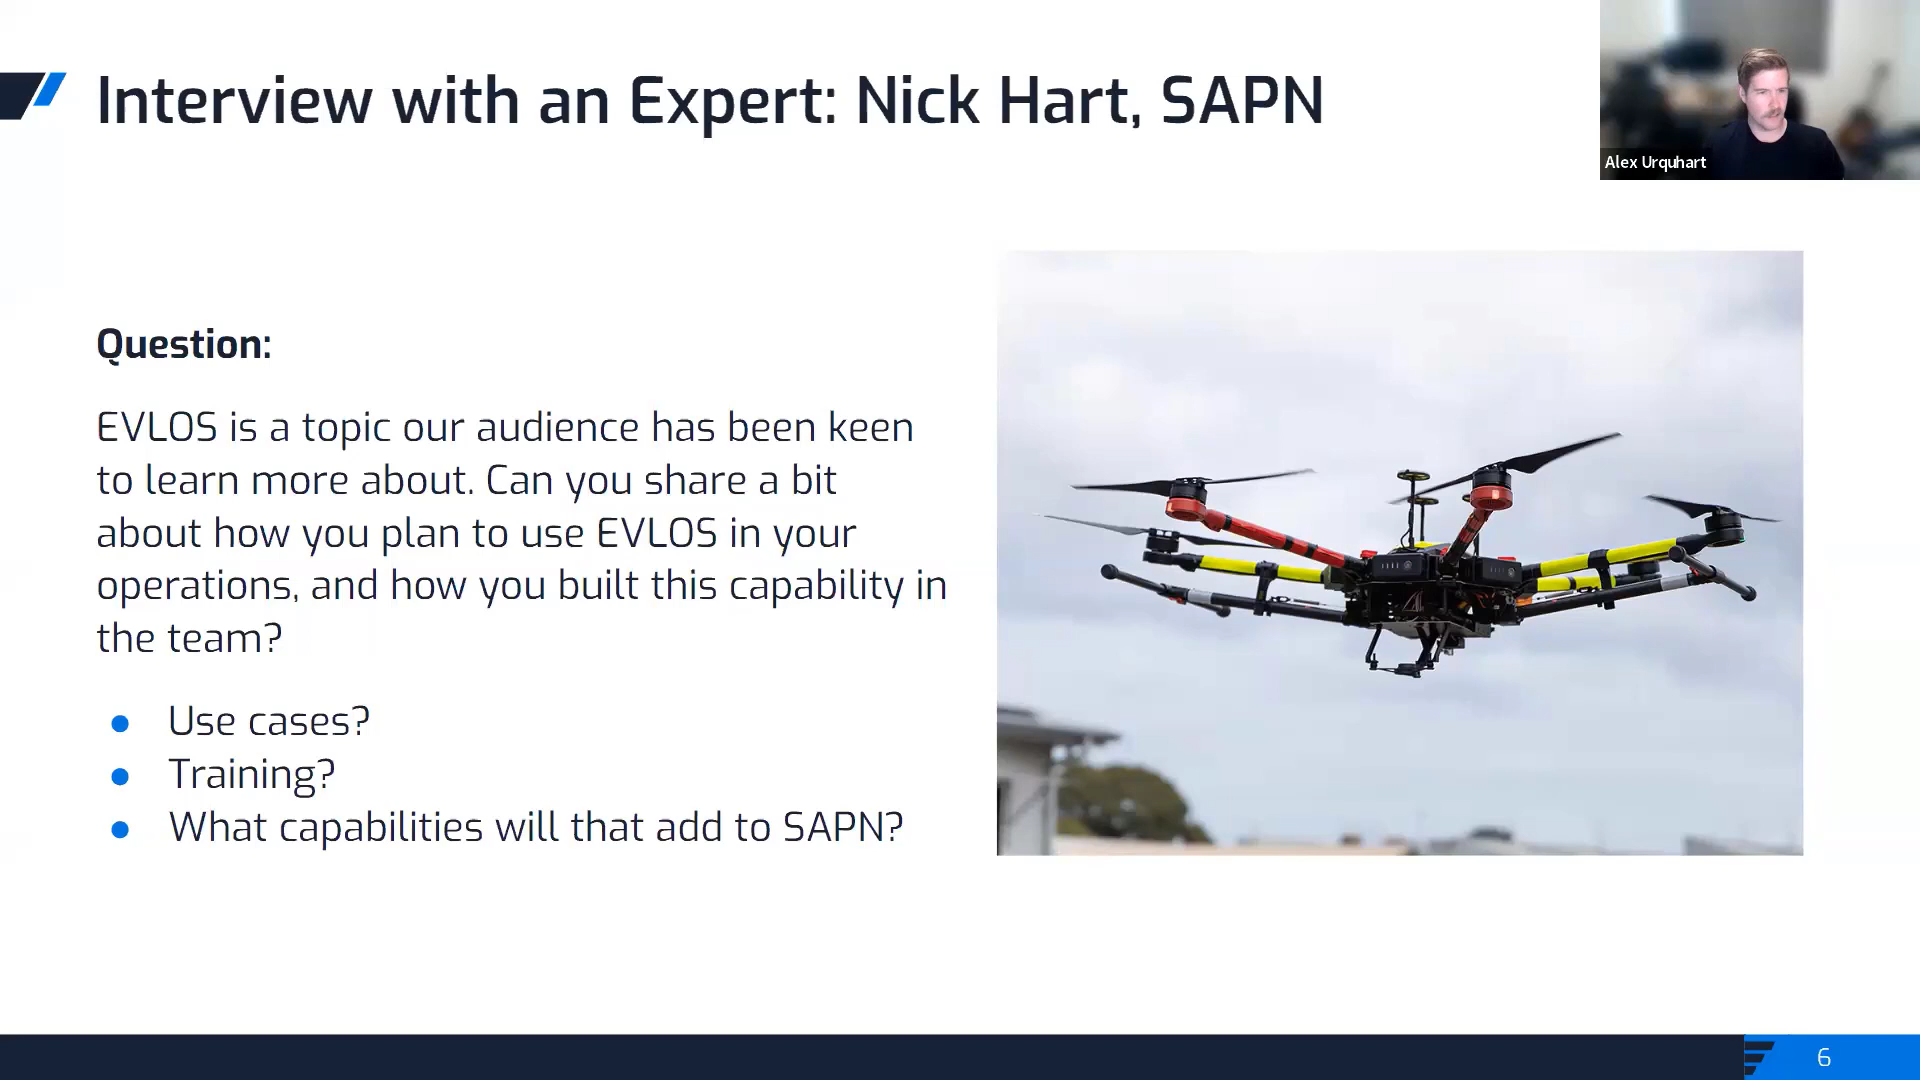 Interview with an Expert: Nick Hart, SAPN
Alex Urquhart
Question:
EVLOS is a topic our audience has been keen
to learn more about. Can you share a bit
about how you plan to use EVLOS in your
operations, and how you built this capability in
the team?
● Use cases?
● Training?
● What capabilities will that add to SAPN?
6